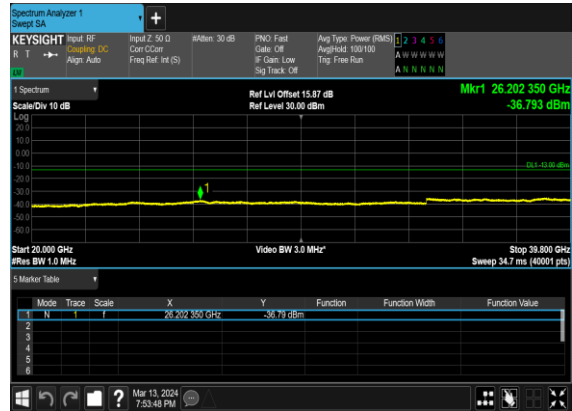 Spectrum Analyzer 1
Swept SA
KEYSIGHT Input: RF Input Z: 50 Ω #Atten: 30 dB PNO: Fast Avg Type: Power (RMS) 1 2 3 4 5 6
R T Coupling: DC Corr CCorr Gate: Off Avg|Hold: 100/100 A W W W W W
Align: Auto Freq Ref: Int (S) IF Gain: Low Trig: Free Run
Sig Track: Off A N N N N N
1 Spectrum Ref Lvl Offset 15.87 dB Mkr1 26.202 350 GHz
Scale/Div 10 dB Ref Level 30.00 dBm -36.793 dBm
Log
20.0
10.0
0.00
-10.0
DL1 -13.00 dBm
-20.0
-30.0
1
-40.0
-50.0
-60.0
Start 20.000 GHz Video BW 3.0 MHz* Stop 39.800 GHz
#Res BW 1.0 MHz Sweep 34.7 ms (40001 pts)
5 Marker Table
Mode Trace Scale X Y Function Function Width Function Value
1 N 1 f 26.202 350 GHz -36.79 dBm
2
3
4
5
6
? Mar 13, 2024
7:53:48 PM